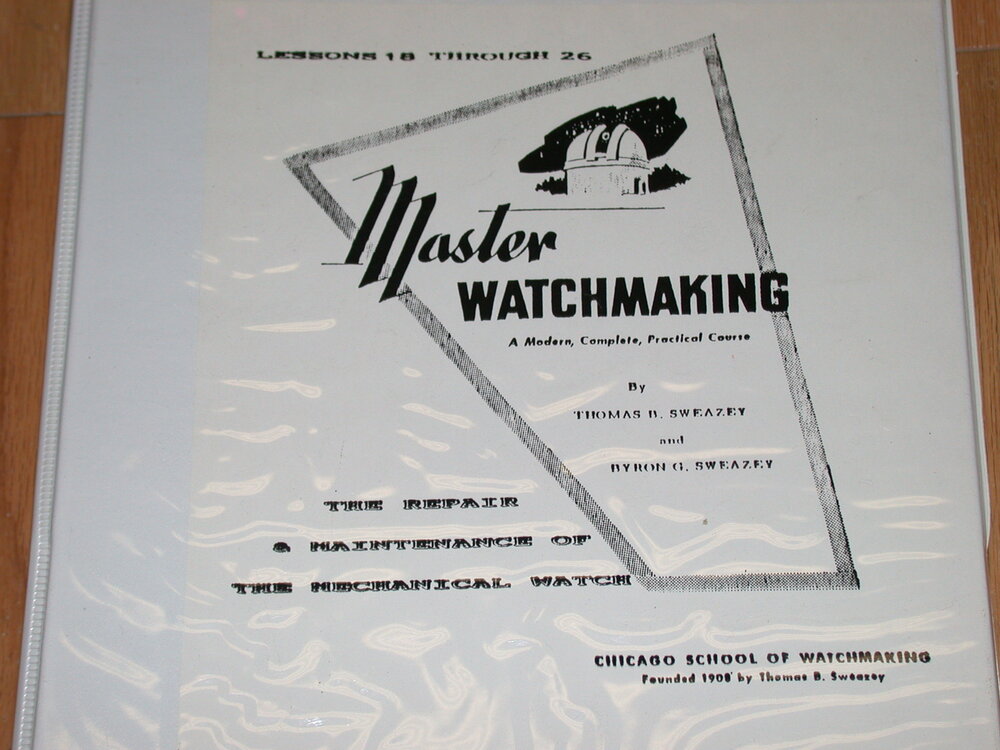 LESSONS 18 THROUGH 26
Master
WATCHMAKING
A Modern, Complete, Practical Course
By
THOMAS B. SWEAZEY
and
BYRON G. SWEAZEY
THE REPAIR
& MAINTENANCE OF
THE MECHANICAL WATCH
CHICAGO SCHOOL OF WATCHMAKING
Founded 1908 by Thomas B. Sweazey